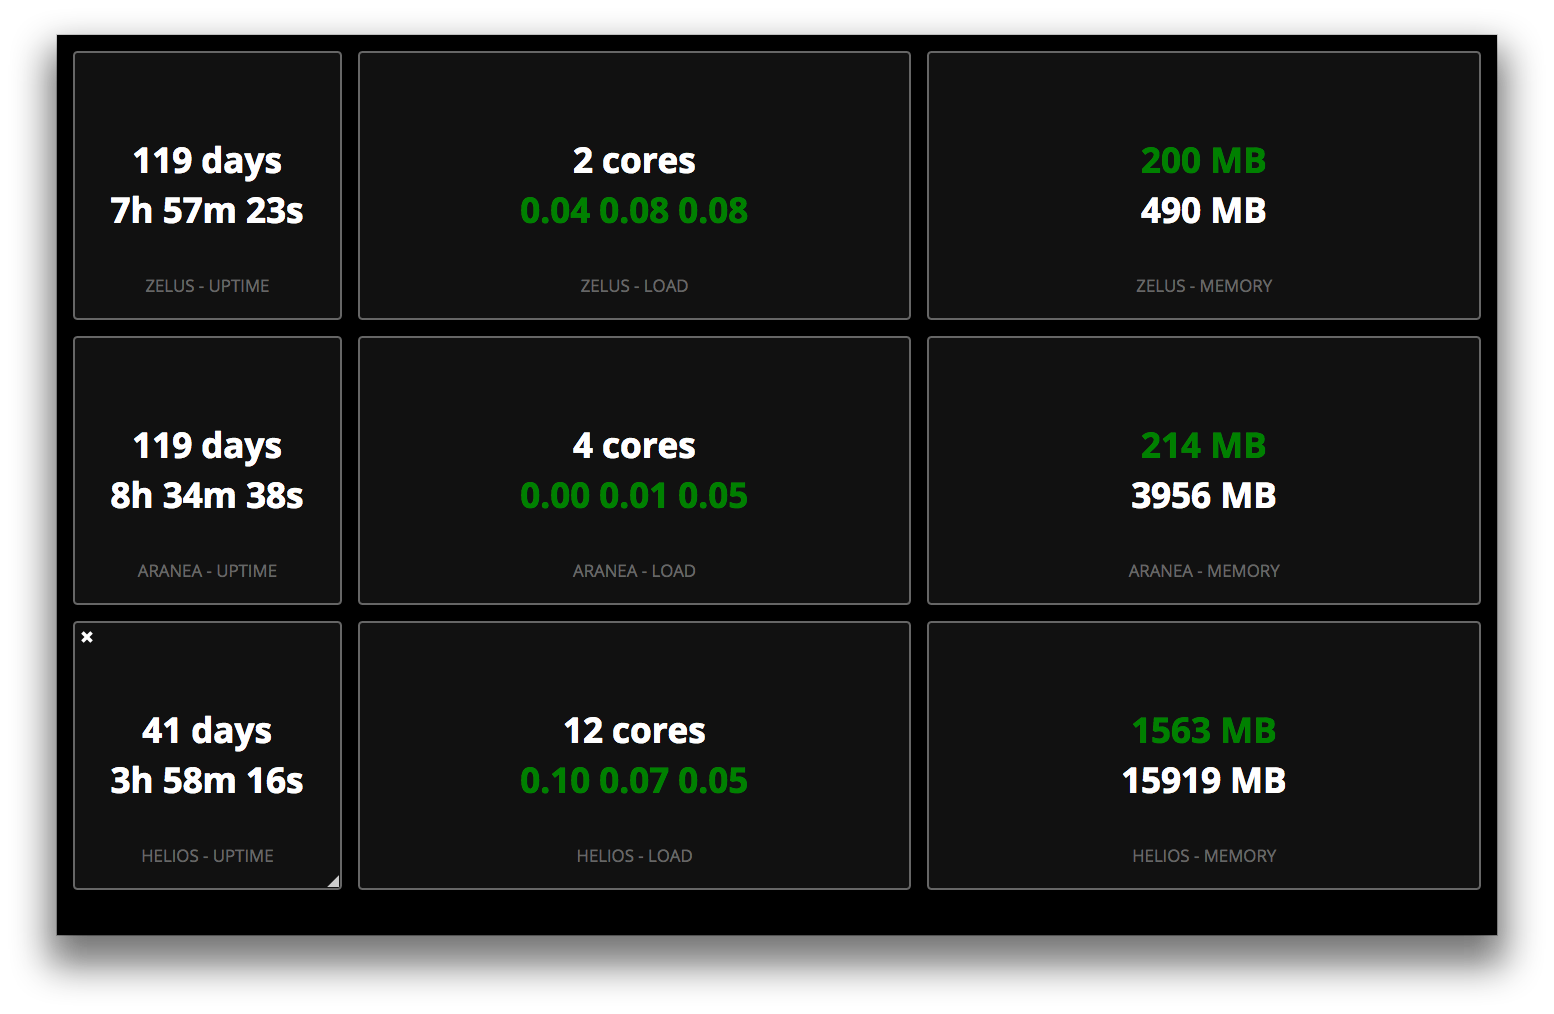 119 days
7h 57m 23s
ZELUS - UPTIME
2 cores
0.04 0.08 0.08
ZELUS - LOAD
200 MB
490 MB
ZELUS - MEMORY
119 days
8h 34m 38s
ARANEA - UPTIME
4 cores
0.00 0.01 0.05
ARANEA - LOAD
214 MB
3956 MB
ARANEA - MEMORY
41 days
3h 58m 16s
HELIOS - UPTIME
12 cores
0.10 0.07 0.05
HELIOS - LOAD
1563 MB
15919 MB
HELIOS - MEMORY